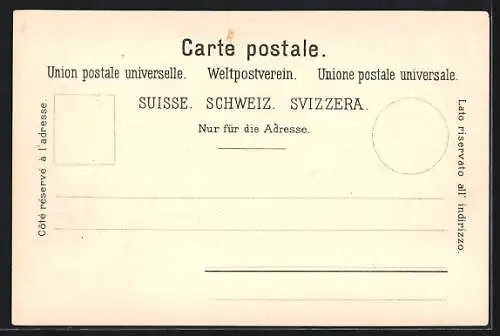 Carte postale.
Union postale universelle. Weltpostverein. Unione postale universale.
SUISSE. SCHWEIZ. SVIZZERA.
Nur für die Adresse.
Côté réservé à l'adresse.
Lato riservato all' indirizzo.